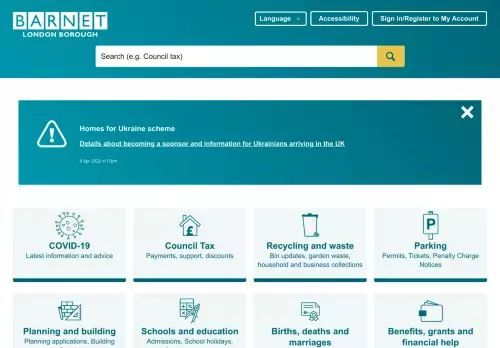 BARNET
LONDON BOROUGH
Language
Accessibility
Sign in/Register to My Account
Search (e.g. Council tax)
Homes for Ukraine scheme
Details about becoming a sponsor and information for Ukrainians arriving in the UK
6 Apr 2022 4:17pm
COVID-19
Latest information and advice
Council Tax
Payments, support, discounts
Recycling and waste
Bin updates, garden waste,
household and business collections
Parking
Permits, Tickets, Penalty Charge
Notices
Planning and building
Planning applications, Building
Schools and education
Admissions, School holidays,
Births, deaths and
marriages
Benefits, grants and
financial help